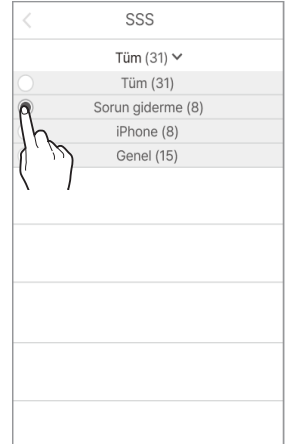 SSS
Tüm (31)
Tüm (31)
Sorun giderme (8)
iPhone (8)
Genel (15)